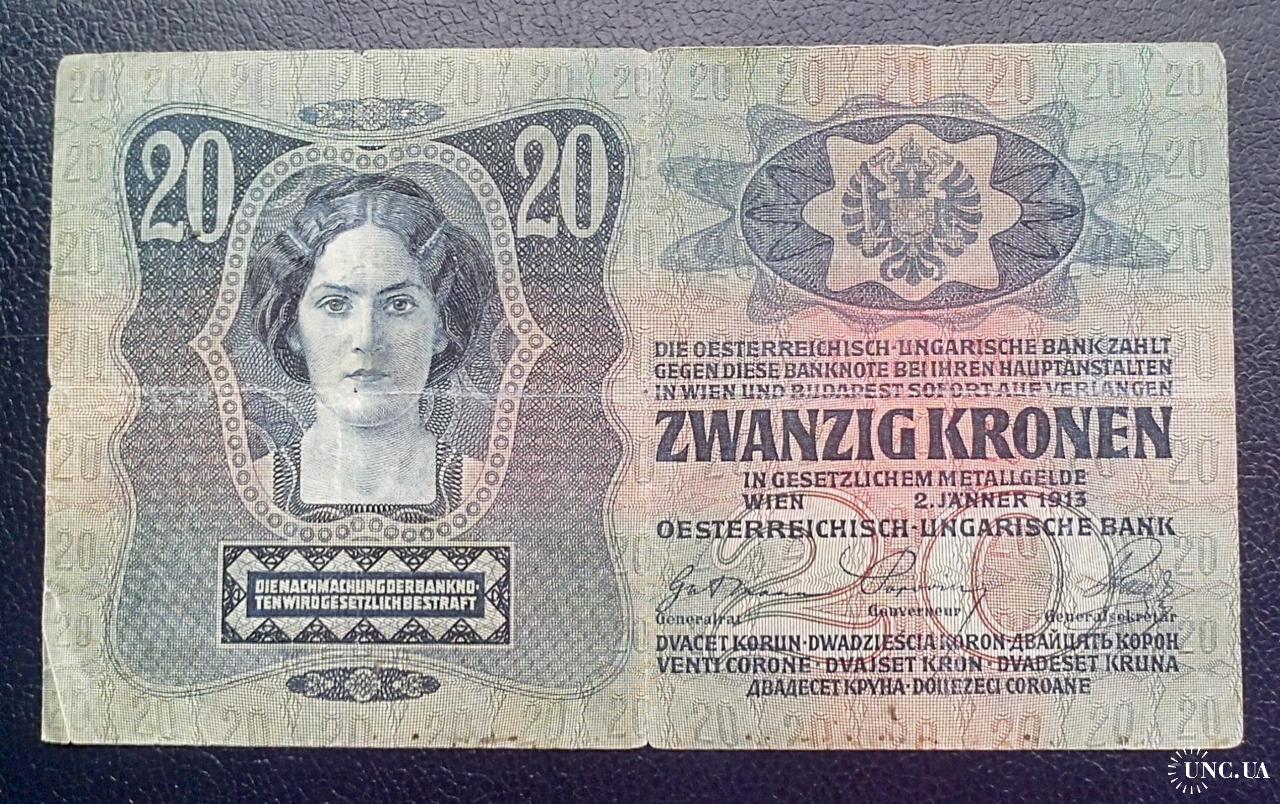 20 20
DIE OESTERREICHISCH-UNGARISCHE BANK ZAHLT
GEGEN DIESE BANKNOTE BEI IHREN HAUPTANSTALTEN
IN WIEN UND BUDAPEST SOFORT AUF VERLANGEN
ZWANZIG KRONEN
IN GESETZLICHEM METALLGELDE
WIEN 2. JÄNNER 1913
OESTERREICHISCH-UNGARISCHE BANK
20
Generalrat Gouverneur Generalsekretär
DIE NACHMACHUNG DER BANKNO-
TEN WIRD GESETZLICH BESTRAFT
DVACET KORUN·DWADZIEŚCIA KORON·ДВАЙЦЯТЬ КОРОН
VENTI CORONE·DVAJSET KRON·DVADESET KRUNA
ДВАДЕСЕТ КРУНА·DOUEZECI COROANE
UNC.UA